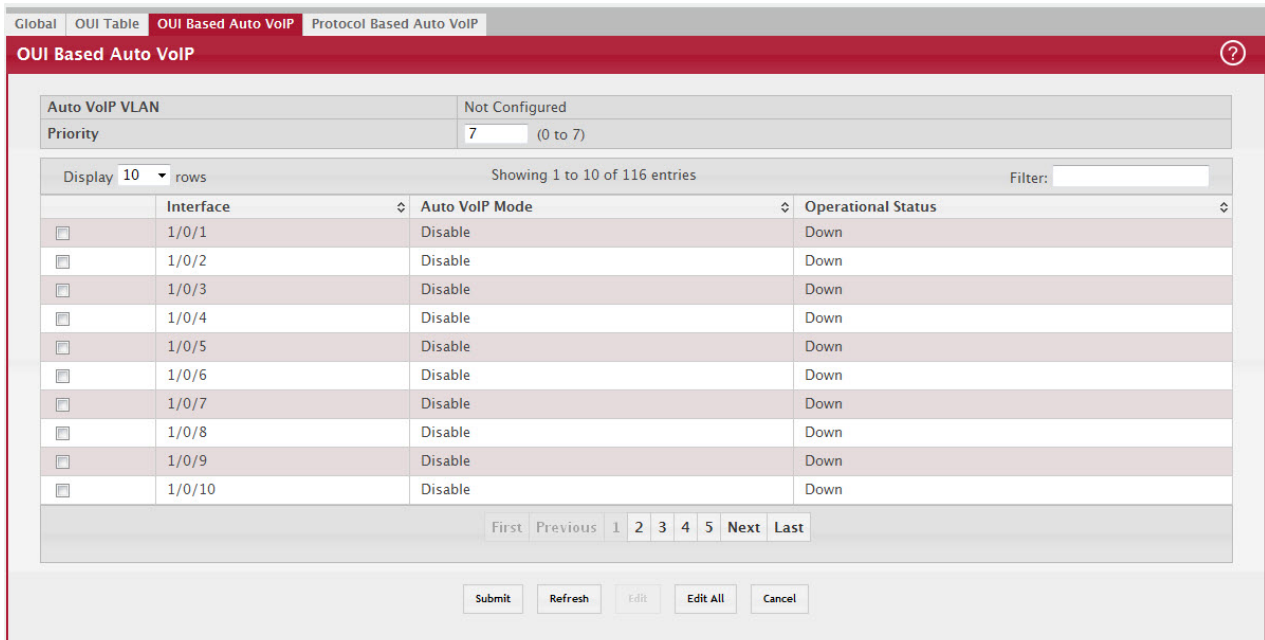 Global OUI Table OUI Based Auto VoIP Protocol Based Auto VoIP
OUI Based Auto VoIP ?
Auto VoIP VLAN Not Configured
Priority 7 (0 to 7)
Display 10 rows Showing 1 to 10 of 116 entries Filter:
Interface Auto VoIP Mode Operational Status
1/0/1 Disable Down
1/0/2 Disable Down
1/0/3 Disable Down
1/0/4 Disable Down
1/0/5 Disable Down
1/0/6 Disable Down
1/0/7 Disable Down
1/0/8 Disable Down
1/0/9 Disable Down
1/0/10 Disable Down
First Previous 1 2 3 4 5 Next Last
Submit Refresh Edit Edit All Cancel